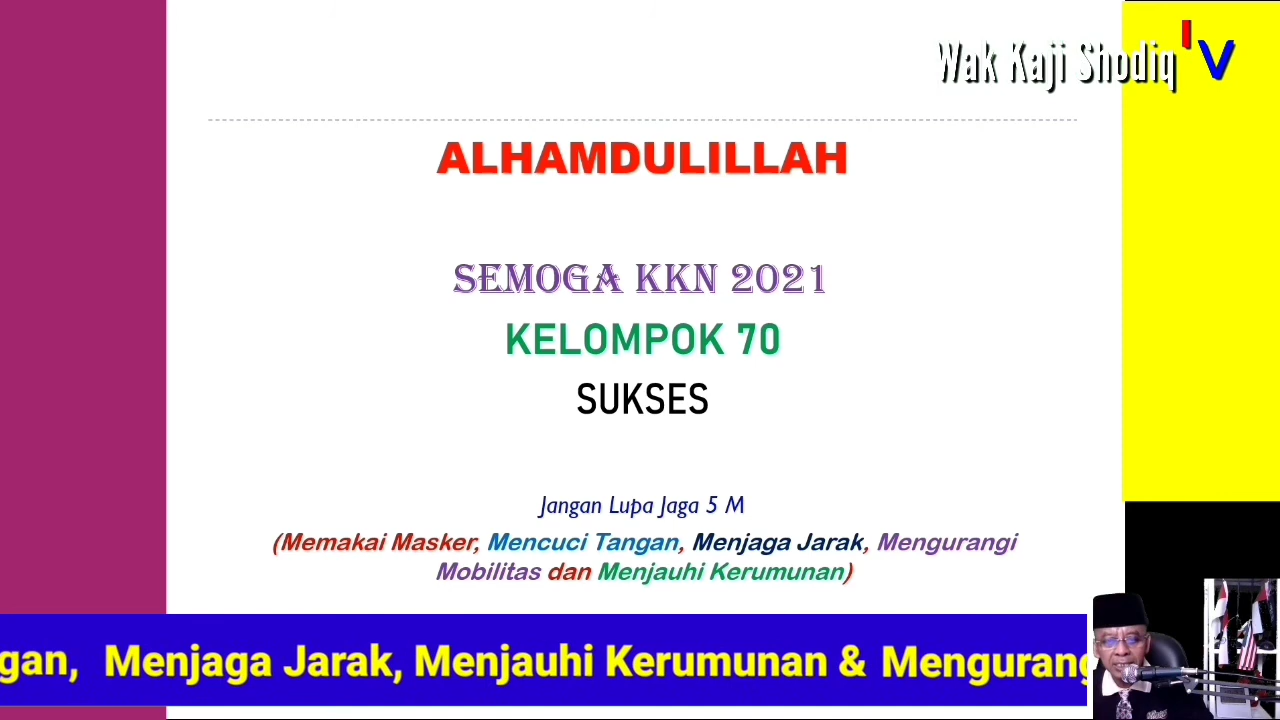 Wak Kaji Shodiq TV
ALHAMDULILLAH
SEMOGA KKN 2021
KELOMPOK 70
SUKSES
Jangan Lupa Jaga 5 M
(Memakai Masker, Mencuci Tangan, Menjaga Jarak, Mengurangi
Mobilitas dan Menjauhi Kerumunan)
gan, Menjaga Jarak, Menjauhi Kerumunan & Mengurang